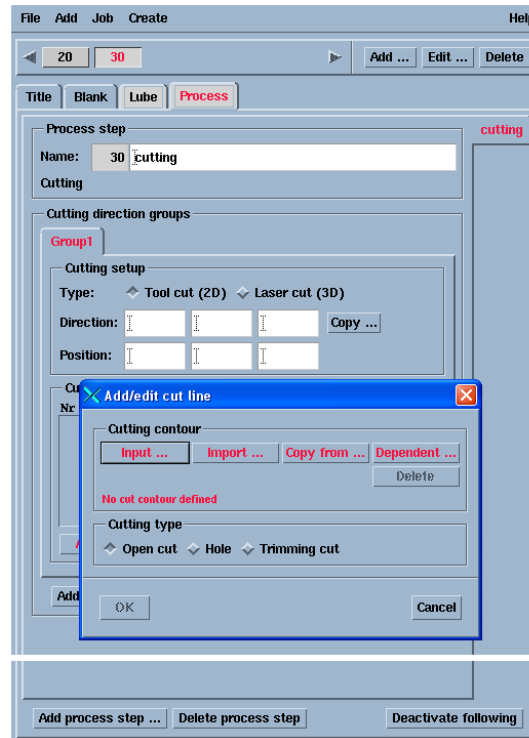 File Add Job Create Help
20 30 Add ... Edit ... Delete
Title Blank Lube Process
Process step cutting
Name: 30 cutting
Cutting
Cutting direction groups
Group1
Cutting setup
Type: Tool cut (2D) Laser cut (3D)
Direction: Copy ...
Position:
Cu
Nr
Add/edit cut line
Cutting contour
Input ... Import ... Copy from ... Dependent ...
Delete
No cut contour defined
Cutting type
Open cut Hole Trimming cut
Add
OK Cancel
Add process step ... Delete process step Deactivate following